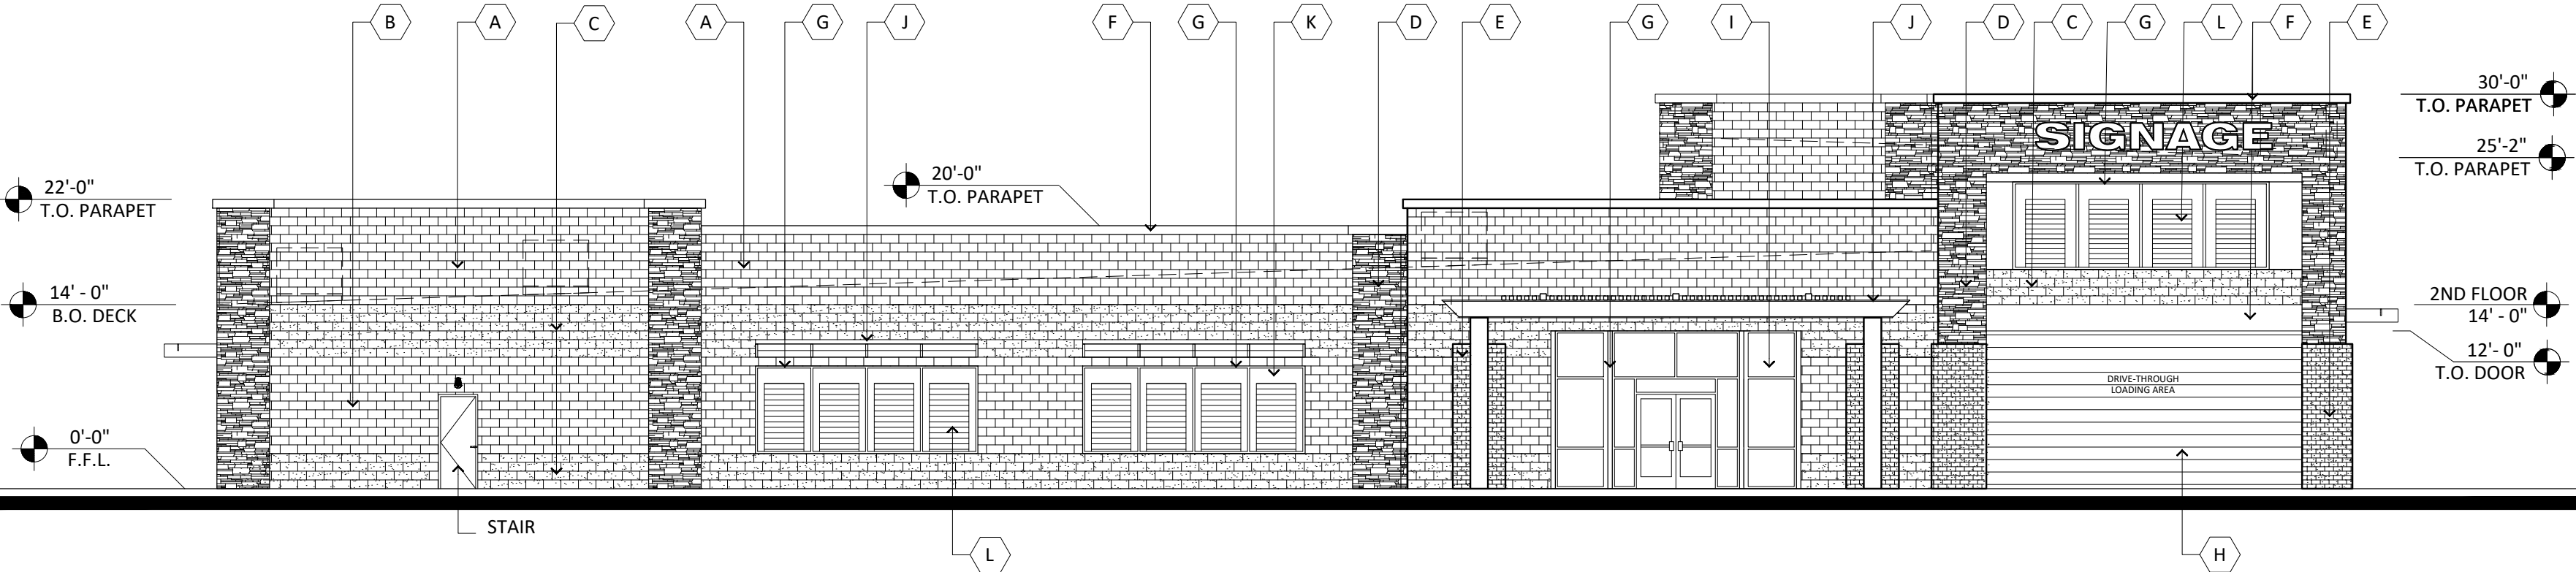 B
A
C
A
G
J
F
G
K
D
E
G
I
J
D
C
G
L
F
E
30'-0"
T.O. PARAPET
SIGNAGE
25'-2"
T.O. PARAPET
22'-0"
T.O. PARAPET
20'-0"
T.O. PARAPET
14' - 0"
B.O. DECK
2ND FLOOR
14' - 0"
12'- 0"
T.O. DOOR
DRIVE-THROUGH
LOADING AREA
0'-0"
F.F.L.
STAIR
L
H